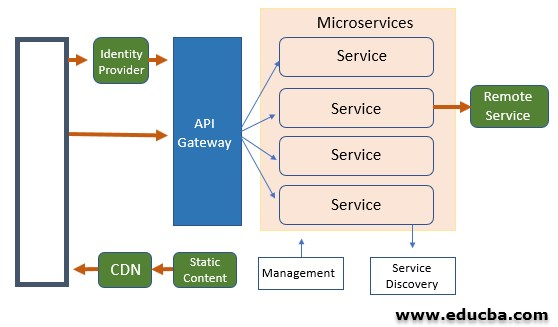 Microservices
Identity
Provider
API
Gateway
Service
Service
Service
Service
Remote
Service
CDN
Static
Content
Management
Service
Discovery
www.educba.com